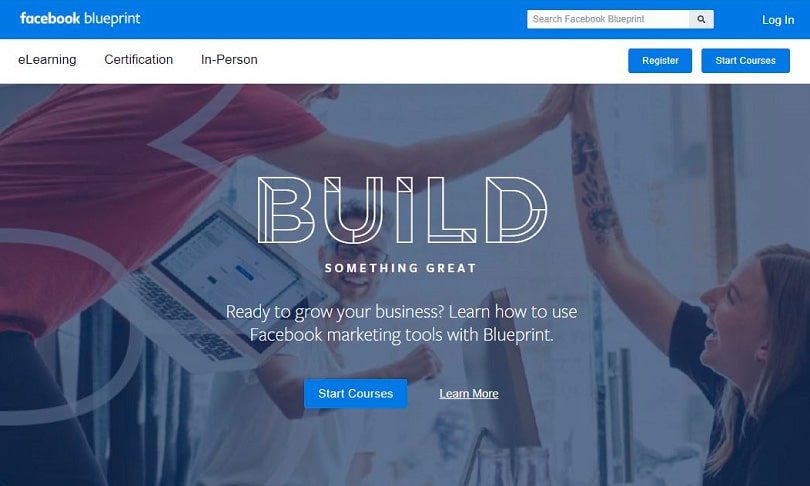 facebook blueprint
Search Facebook Blueprint
Log In
eLearning
Certification
In-Person
Register
Start Courses
BUILD
SOMETHING GREAT
Ready to grow your business? Learn how to use
Facebook marketing tools with Blueprint.
Start Courses
Learn More